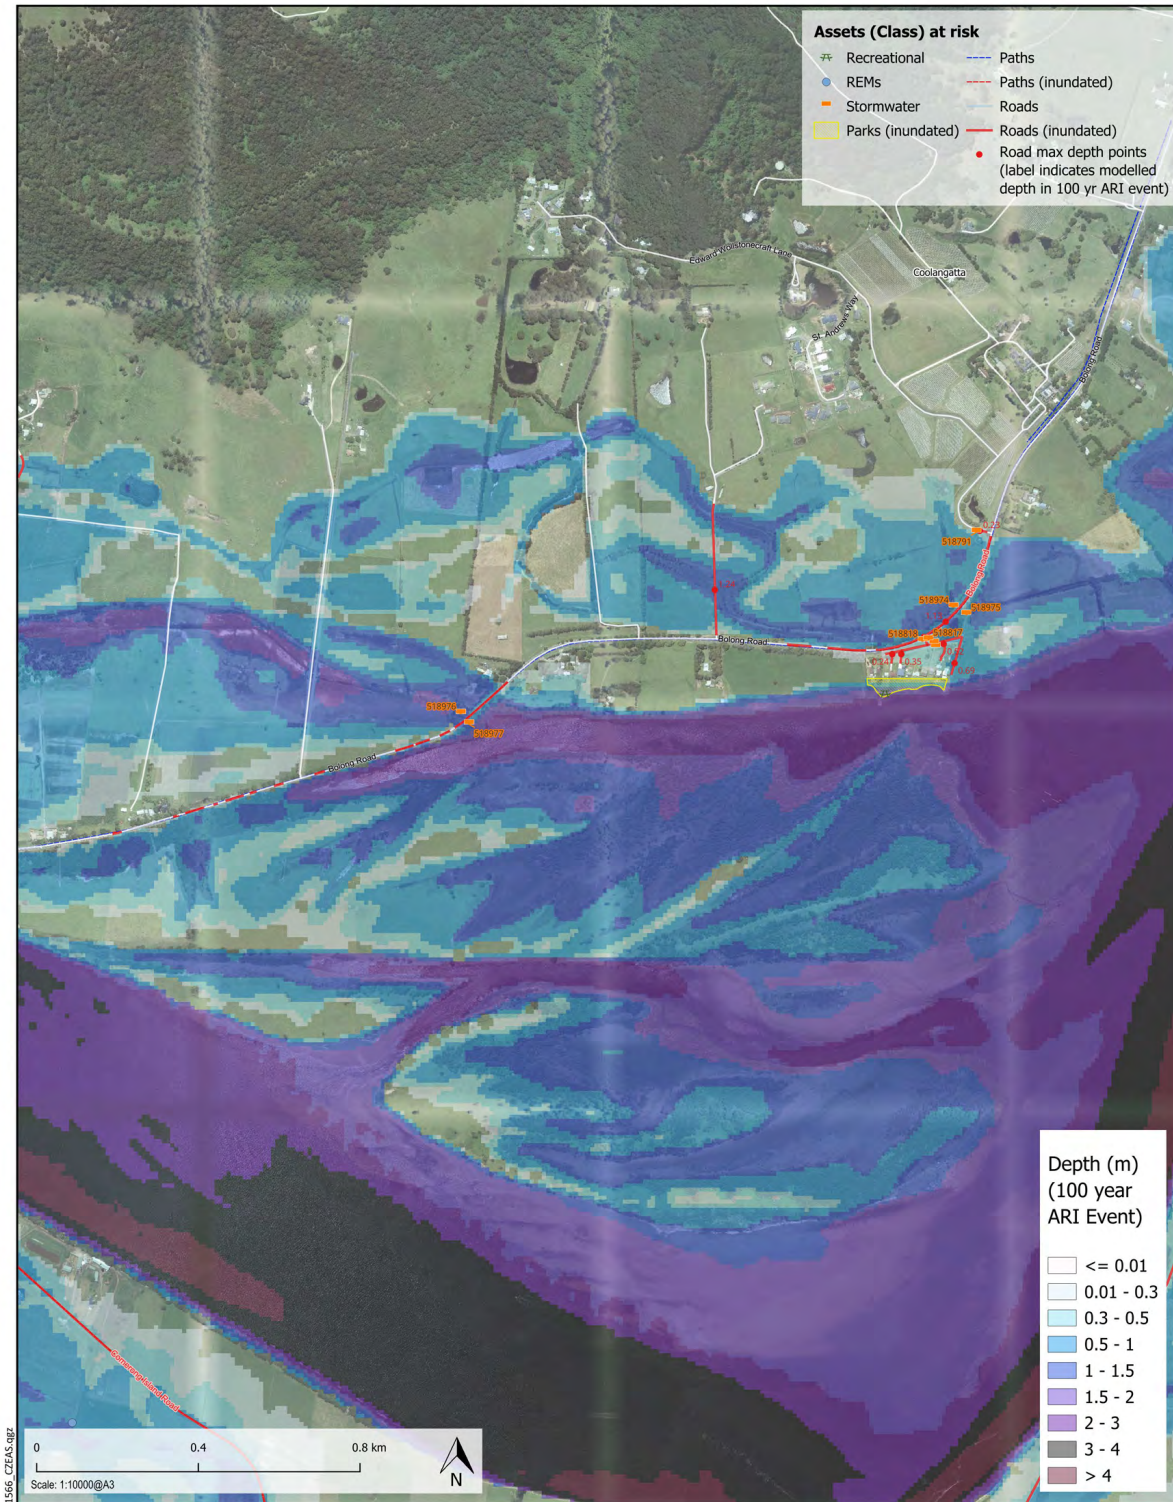 Assets (Class) at risk
Recreational
REMs
Stormwater
Parks (inundated)
Paths
Paths (inundated)
Roads
Roads (inundated)
Road max depth points
(label indicates modelled
depth in 100 yr ARI event)
Edward Wollstonecraft Lane
Coolangatta
St. Andrews Way
Bolong Road
518791
0.23
Bolong Road
518974
518975
518818
518817
Bolong Road
0.24
0.35
0.69
518976
518977
Bolong Road
Depth (m)
(100 year
ARI Event)
<= 0.01
0.01 - 0.3
0.3 - 0.5
0.5 - 1
1 - 1.5
1.5 - 2
2 - 3
3 - 4
> 4
Comerong Island Road
0 0.4 0.8 km
Scale: 1:10000@A3
N
1566_CZEAS.qgz